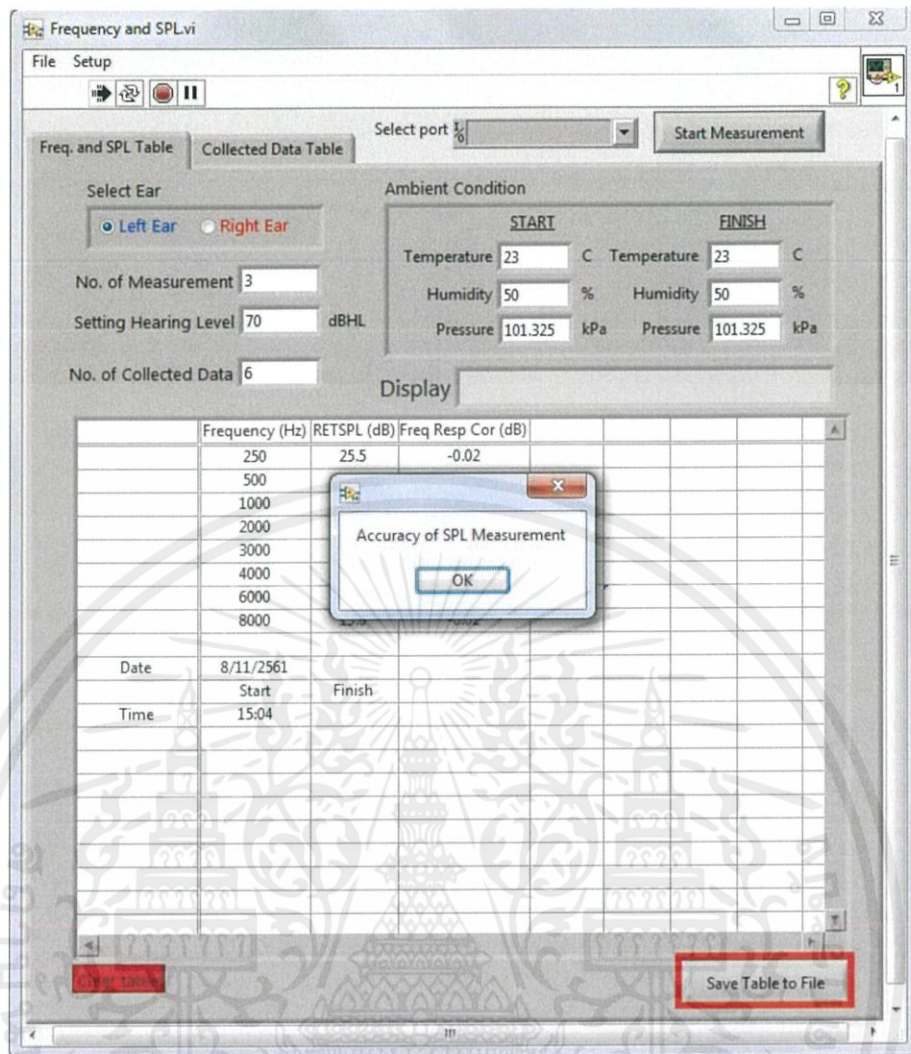 Frequency and SPL.vi
File Setup
Select port
Start Measurement
Freq. and SPL Table
Collected Data Table
Select Ear
Left Ear Right Ear
No. of Measurement 3
Setting Hearing Level 70 dBHL
No. of Collected Data 6
Ambient Condition
START FINISH
Temperature 23 C Temperature 23 C
Humidity 50 % Humidity 50 %
Pressure 101.325 kPa Pressure 101.325 kPa
Display
Frequency (Hz) RETSPL (dB) Freq Resp Cor (dB)
250 25.5 -0.02
500
1000
2000
3000
4000
6000
8000
Accuracy of SPL Measurement
OK
Date 8/11/2561
Start Finish
Time 15:04
Clear table
Save Table to File